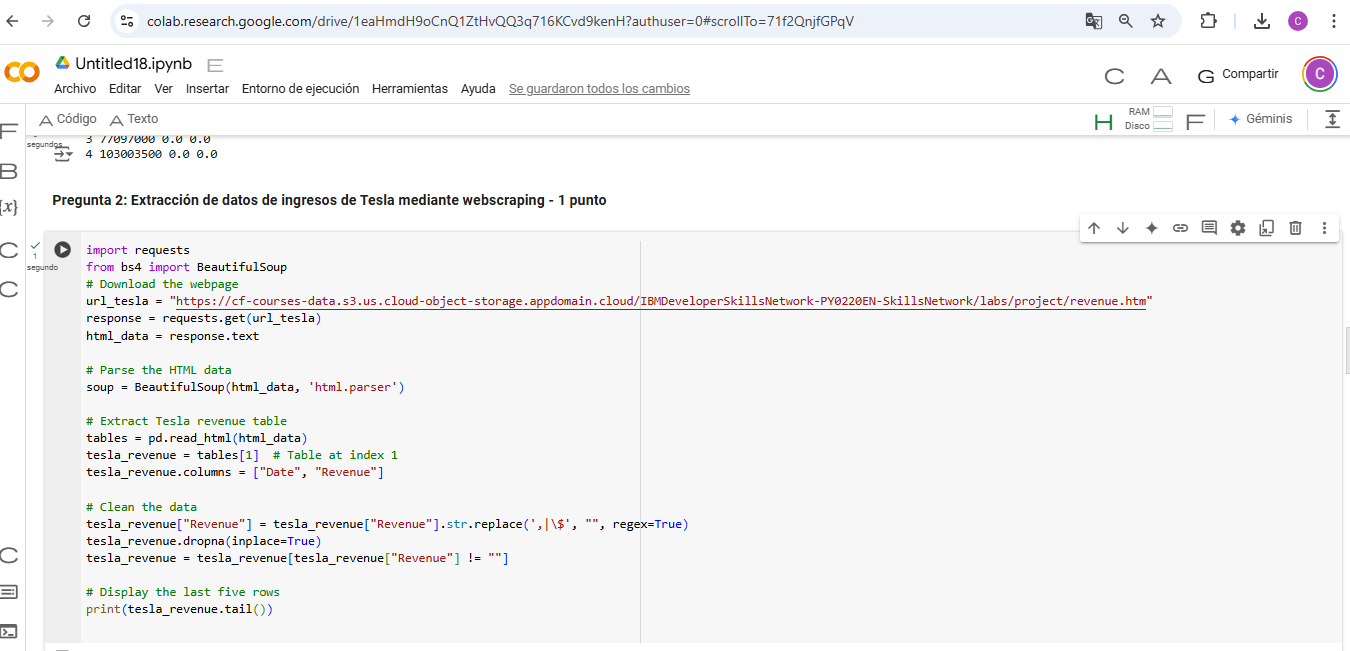 colab.research.google.com/drive/1eaHmdH9oCnQ1ZtHvQQ3q716KCvd9kenH?authuser=0#scrollTo=71f2QnjfGPqV
C
Untitled18.ipynb
Archivo Editar Ver Insertar Entorno de ejecución Herramientas Ayuda Se guardaron todos los cambios
C A G Compartir C
A Código A Texto
H RAM Disco F Géminis
F
B
{x}
C
C
C
segundos
3 77097000 0.0 0.0
4 103003500 0.0 0.0
Pregunta 2: Extracción de datos de ingresos de Tesla mediante webscraping - 1 punto
1
segundo
import requests
from bs4 import BeautifulSoup
# Download the webpage
url_tesla = "https://cf-courses-data.s3.us.cloud-object-storage.appdomain.cloud/IBMDeveloperSkillsNetwork-PY0220EN-SkillsNetwork/labs/project/revenue.htm"
response = requests.get(url_tesla)
html_data = response.text
# Parse the HTML data
soup = BeautifulSoup(html_data, 'html.parser')
# Extract Tesla revenue table
tables = pd.read_html(html_data)
tesla_revenue = tables[1]  # Table at index 1
tesla_revenue.columns = ["Date", "Revenue"]
# Clean the data
tesla_revenue["Revenue"] = tesla_revenue["Revenue"].str.replace(',|\$', "", regex=True)
tesla_revenue.dropna(inplace=True)
tesla_revenue = tesla_revenue[tesla_revenue["Revenue"] != ""]
# Display the last five rows
print(tesla_revenue.tail())